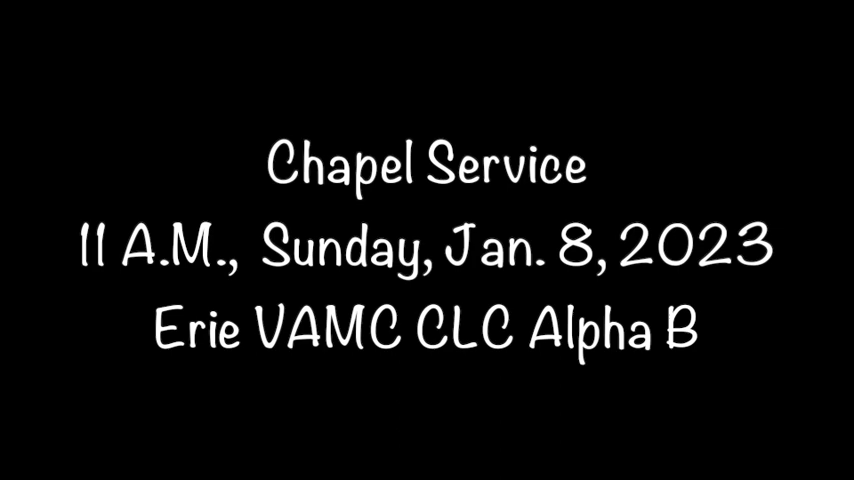 Chapel Service
11 A.M., Sunday, Jan. 8, 2023
Erie VAMC CLC Alpha B